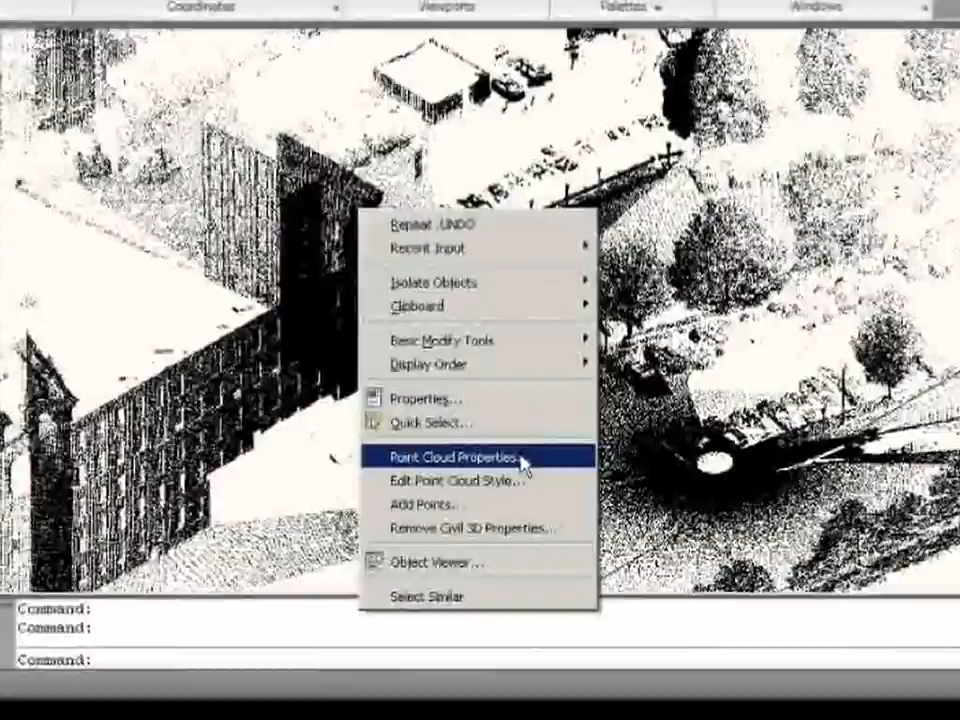 Coordinates
Viewports
Palettes
Windows
Repeat .UNDO
Recent Input
Isolate Objects
Clipboard
Basic Modify Tools
Display Order
Properties...
Quick Select...
Point Cloud Properties...
Edit Point Cloud Style...
Add Points...
Remove Civil 3D Properties...
Object Viewer...
Select Similar
Command:
Command:
Command: